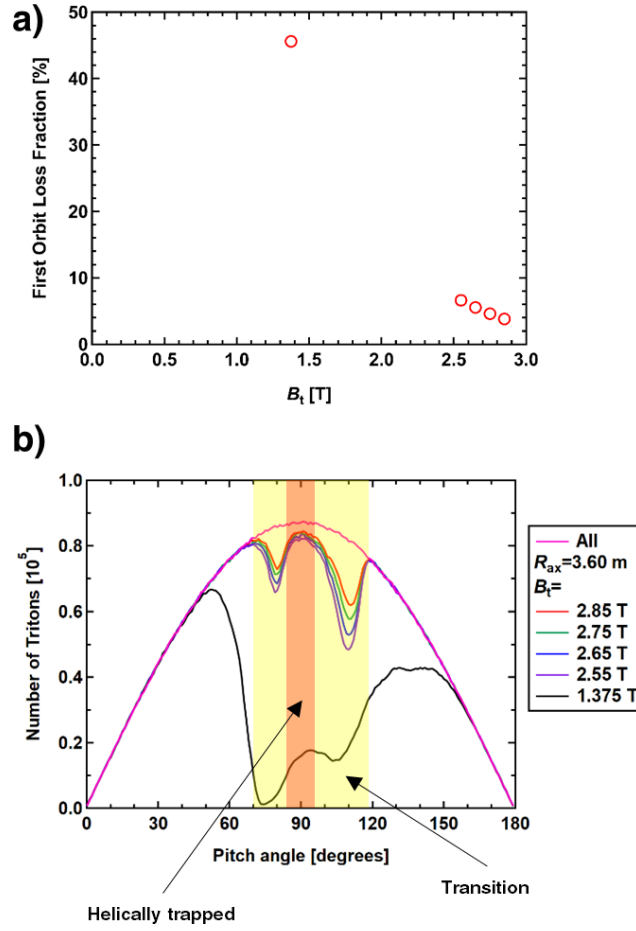 a)
50
40
30
20
10
0
First Orbit Loss Fraction [%]
0.0 0.5 1.0 1.5 2.0 2.5 3.0
Bt [T]
b)
1.0
0.8
0.6
0.4
0.2
0.0
Number of Tritons [10^5]
0 30 60 90 120 150 180
Pitch angle [degrees]
All
Rax=3.60 m
Bt=
2.85 T
2.75 T
2.65 T
2.55 T
1.375 T
Transition
Helically trapped